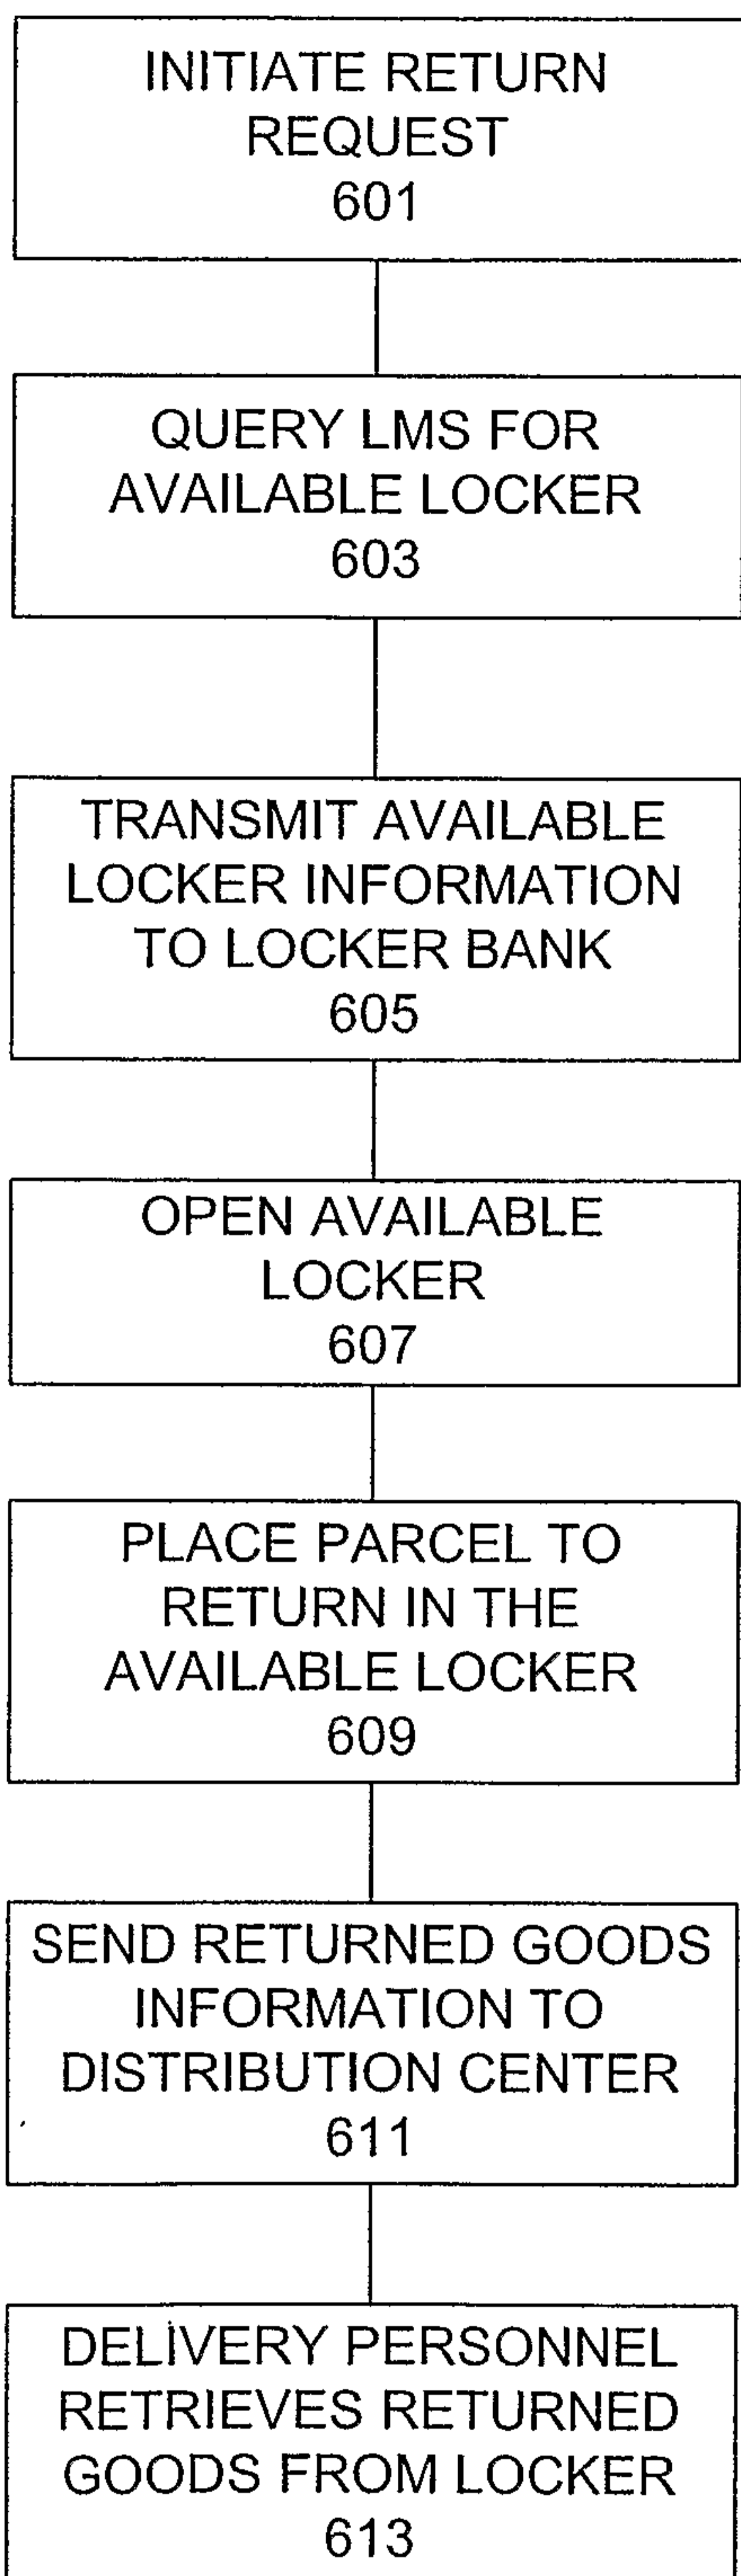 INITIATE RETURN
REQUEST
601
QUERY LMS FOR
AVAILABLE LOCKER
603
TRANSMIT AVAILABLE
LOCKER INFORMATION
TO LOCKER BANK
605
OPEN AVAILABLE
LOCKER
607
PLACE PARCEL TO
RETURN IN THE
AVAILABLE LOCKER
609
SEND RETURNED GOODS
INFORMATION TO
DISTRIBUTION CENTER
611
DELIVERY PERSONNEL
RETRIEVES RETURNED
GOODS FROM LOCKER
613